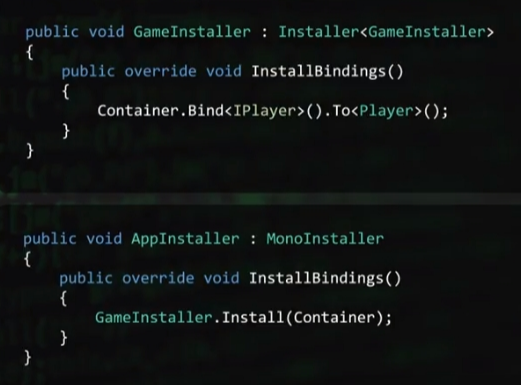 public void GameInstaller : Installer<GameInstaller>
{
    public override void InstallBindings()
    {
        Container.Bind<IPlayer>().To<Player>();
    }
}
public void AppInstaller : MonoInstaller
{
    public override void InstallBindings()
    {
        GameInstaller.Install(Container);
    }
}